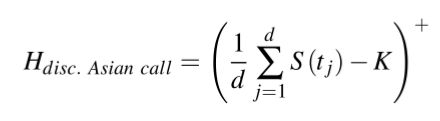 H_{disc. Asian call} = \left( \frac{1}{d} \sum_{j=1}^{d} S(t_j) - K \right)^+